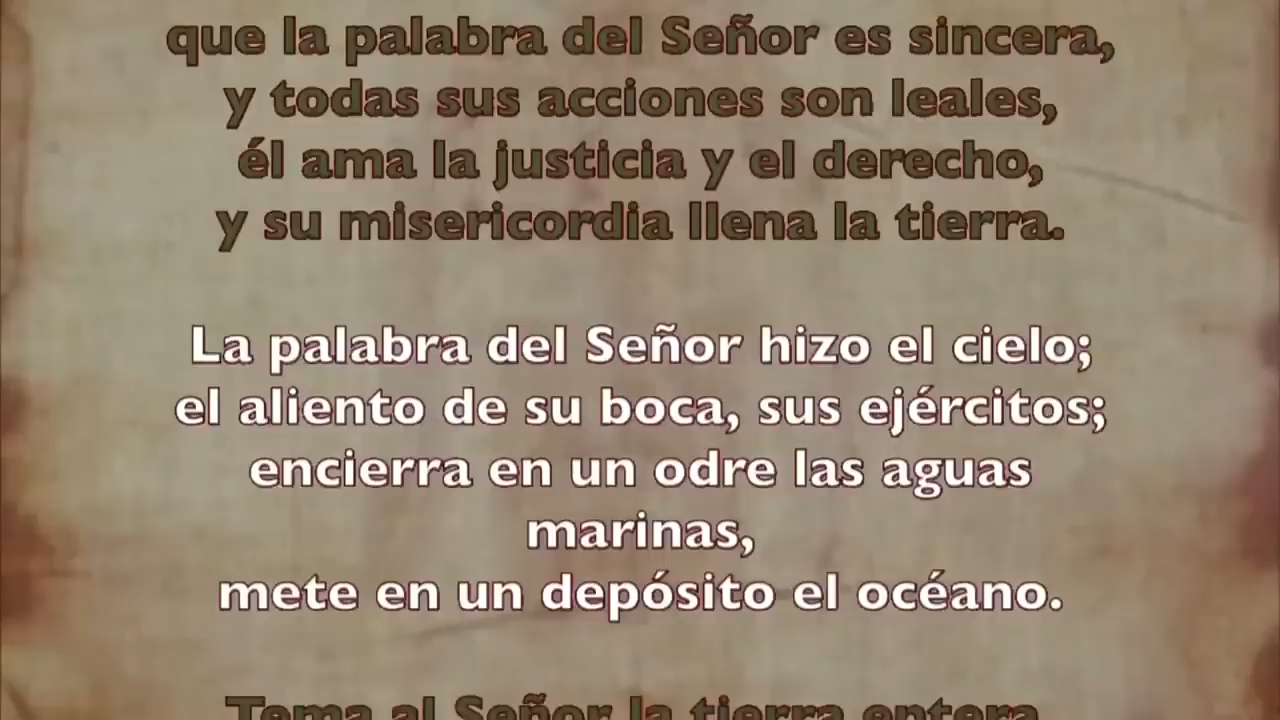 que la palabra del Señor es sincera,
y todas sus acciones son leales,
él ama la justicia y el derecho,
y su misericordia llena la tierra.
La palabra del Señor hizo el cielo;
el aliento de su boca, sus ejércitos;
encierra en un odre las aguas
marinas,
mete en un depósito el océano.
Tema al Señor la tierra entera